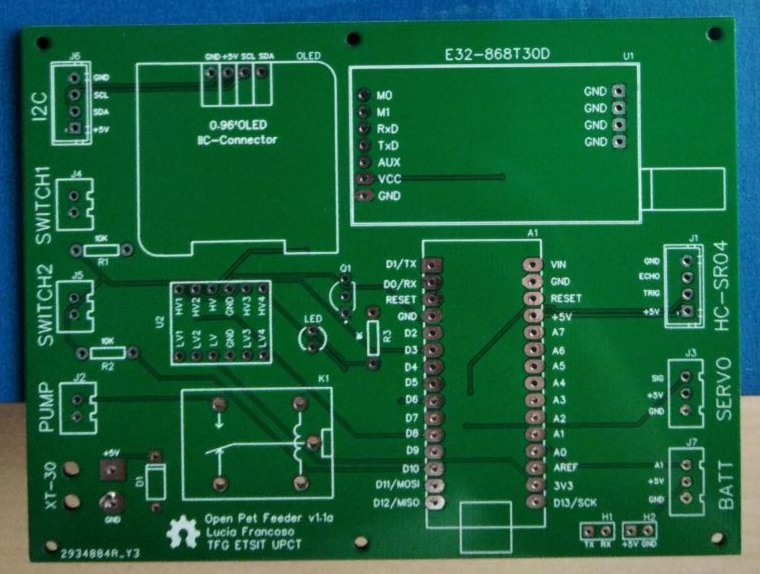 J6
I2C
GND
SCL
SDA
+5V
GND +5V SCL SDA
OLED
0.96"OLED
IIC-Connector
E32-868T30D
U1
M0
M1
RxD
TxD
AUX
VCC
GND
GND
GND
GND
GND
J4
SWITCH1
10K
R1
J5
SWITCH2
10K
R2
J2
PUMP
U2
HV1 HV2 HV GND HV3 HV4
LV1 LV2 LV GND LV3 LV4
Q1
LED
1K
R3
A1
D1/TX
D0/RX
RESET
GND
D2
D3
D4
D5
D6
D7
D8
D9
D10
D11/MOSI
D12/MISO
VIN
GND
RESET
+5V
A7
A6
A5
A4
A3
A2
A1
A0
AREF
3V3
D13/SCK
J1
HC-SR04
GND
ECHO
TRIG
+5V
J3
SERVO
SIG
+5V
GND
J7
BATT
A1
+5V
GND
K1
XT-30
+5V
GND
D1
Open Pet Feeder v1.1a
Lucia Francoso
TFG ETSIT UPCT
2934884A_Y3
H1
TX RX
H2
+5V GND